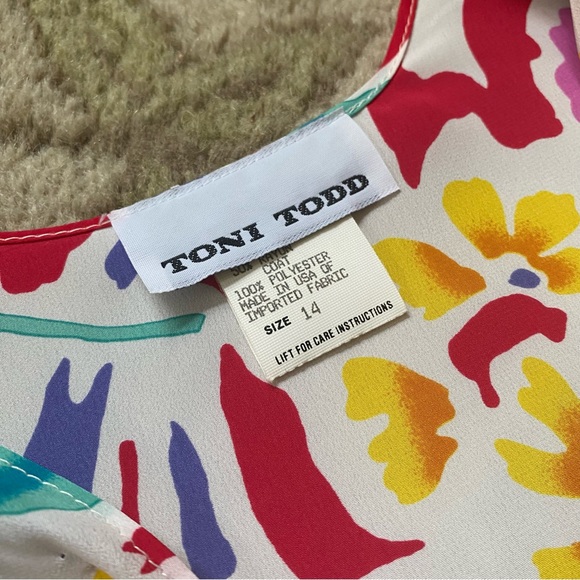 TONI TODD
COAT
100% POLYESTER
MADE IN USA OF
IMPORTED FABRIC
SIZE 14
LIFT FOR CARE INSTRUCTIONS